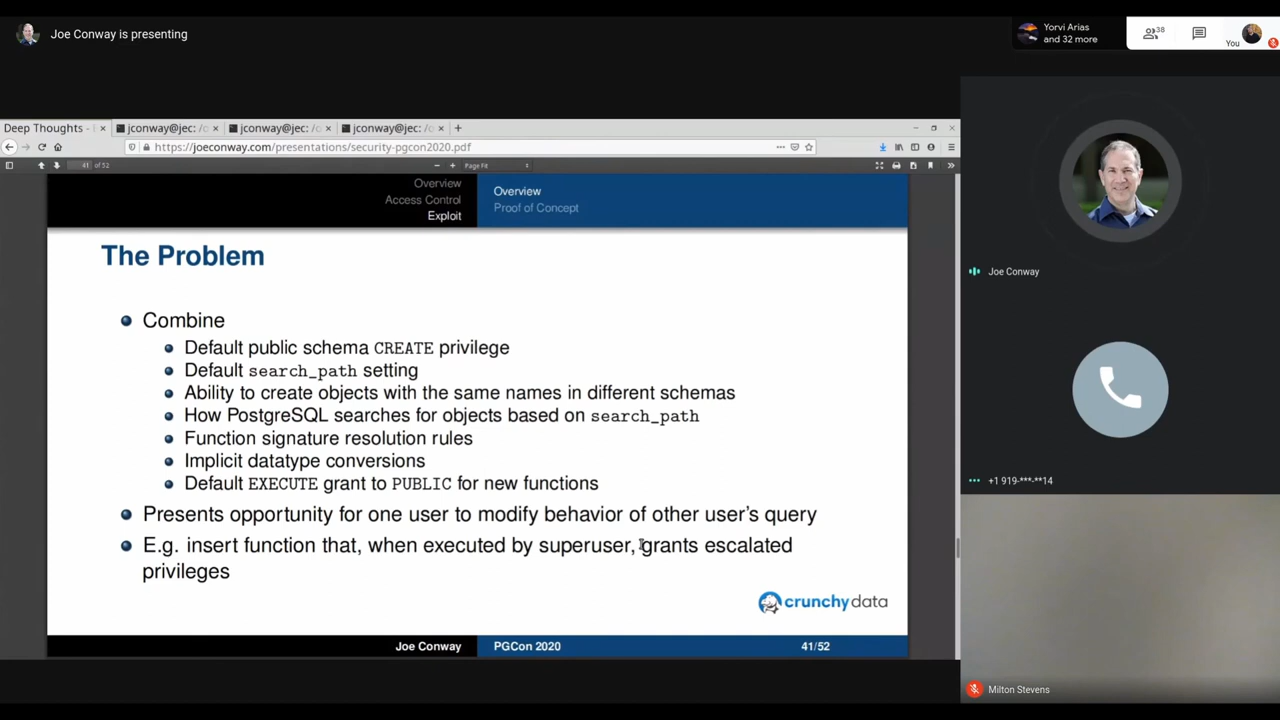 Joe Conway is presenting
Yorvi Arias
and 32 more
38
You
Deep Thoughts -
jconway@jec: /
jconway@jec: /
jconway@jec: /
https://joeconway.com/presentations/security-pgcon2020.pdf
41 of 52
Page Fit
Overview
Access Control
Exploit
Overview
Proof of Concept
The Problem
Combine
Default public schema CREATE privilege
Default search_path setting
Ability to create objects with the same names in different schemas
How PostgreSQL searches for objects based on search_path
Function signature resolution rules
Implicit datatype conversions
Default EXECUTE grant to PUBLIC for new functions
Presents opportunity for one user to modify behavior of other user's query
E.g. insert function that, when executed by superuser, grants escalated
privileges
crunchydata
Joe Conway
PGCon 2020
41/52
Joe Conway
+1 919-***-**14
Milton Stevens